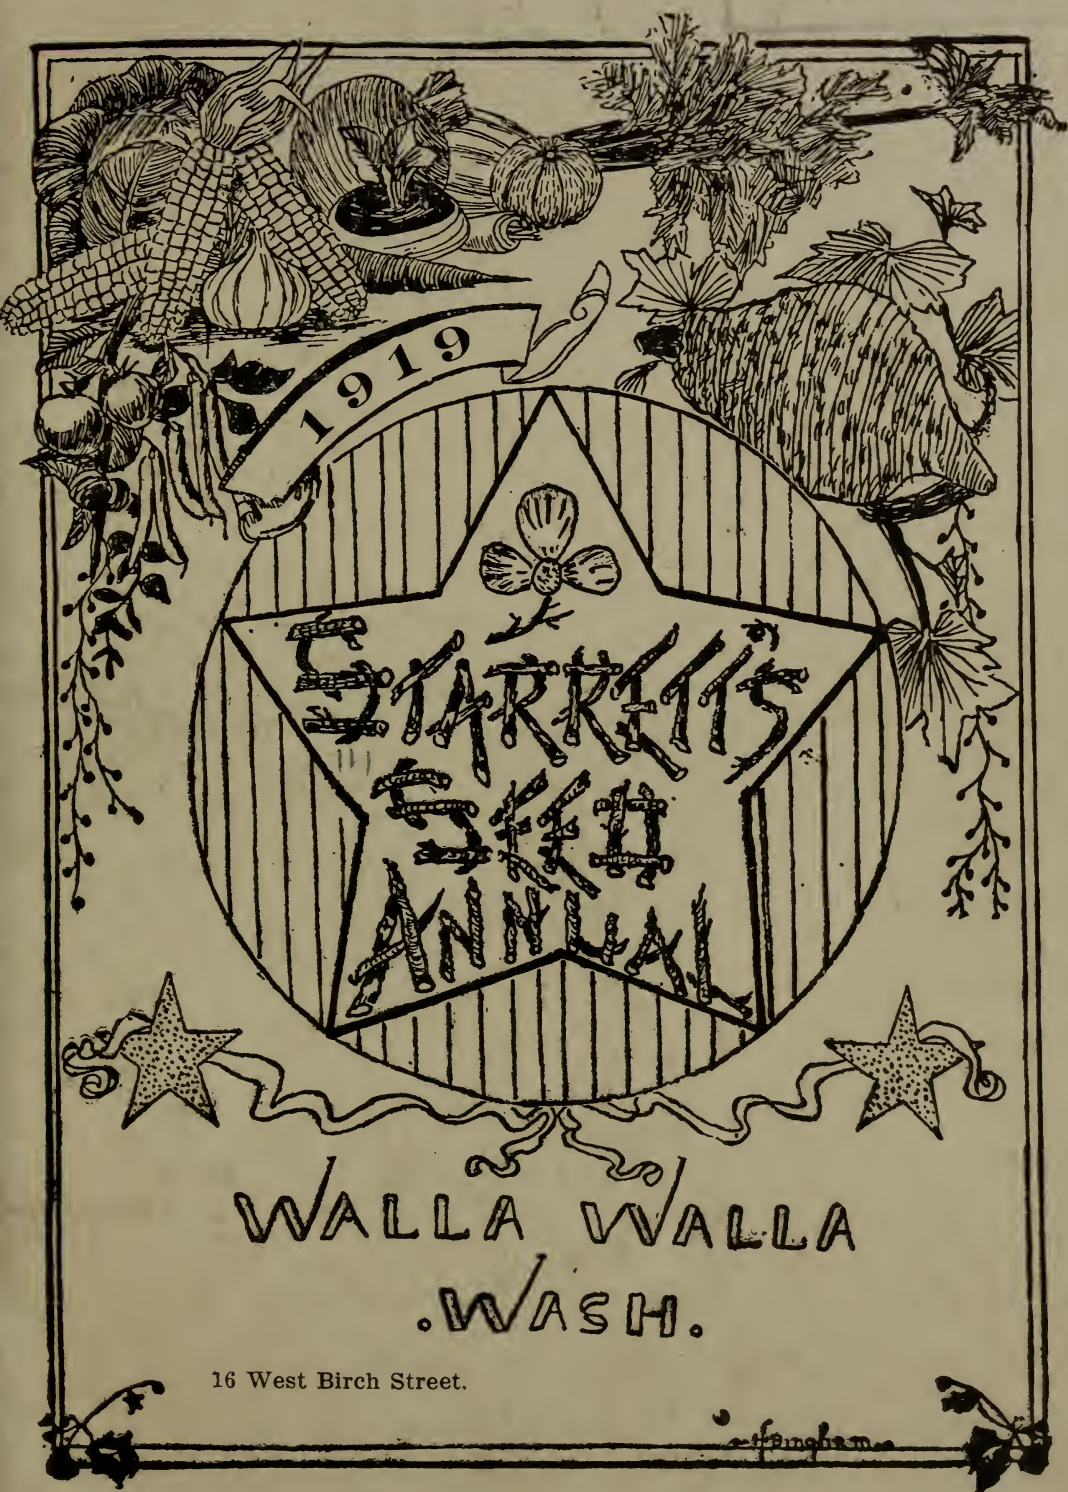 1919
STARRETT'S
SEED
ANNUAL
WALLA WALLA
.WASH.
16 West Birch Street.